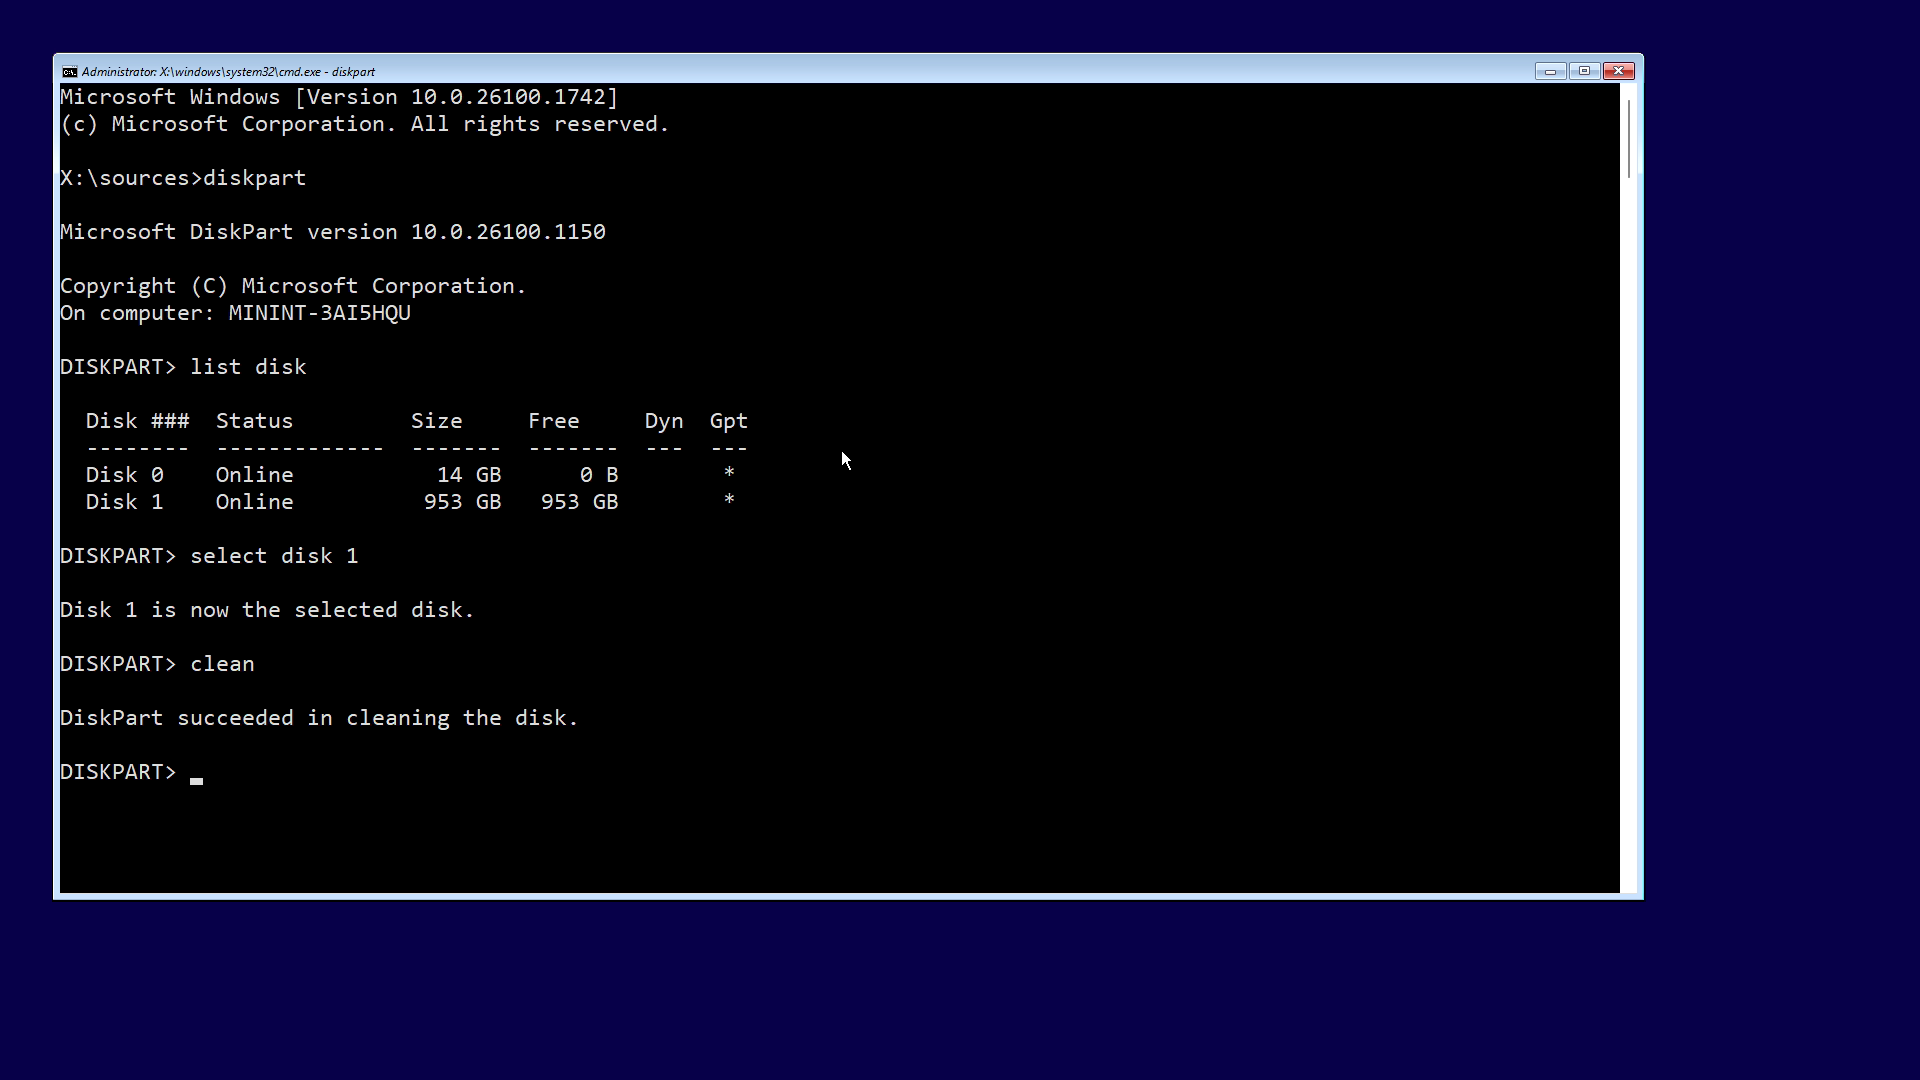 Administrator: X:\windows\system32\cmd.exe - diskpart
Microsoft Windows [Version 10.0.26100.1742]
(c) Microsoft Corporation. All rights reserved.
X:\sources>diskpart
Microsoft DiskPart version 10.0.26100.1150
Copyright (C) Microsoft Corporation.
On computer: MININT-3AI5HQU
DISKPART> list disk
  Disk ###  Status         Size     Free     Dyn  Gpt
  --------  -------------  -------  -------  ---  ---
  Disk 0    Online           14 GB      0 B        *
  Disk 1    Online          953 GB   953 GB        *
DISKPART> select disk 1
Disk 1 is now the selected disk.
DISKPART> clean
DiskPart succeeded in cleaning the disk.
DISKPART>